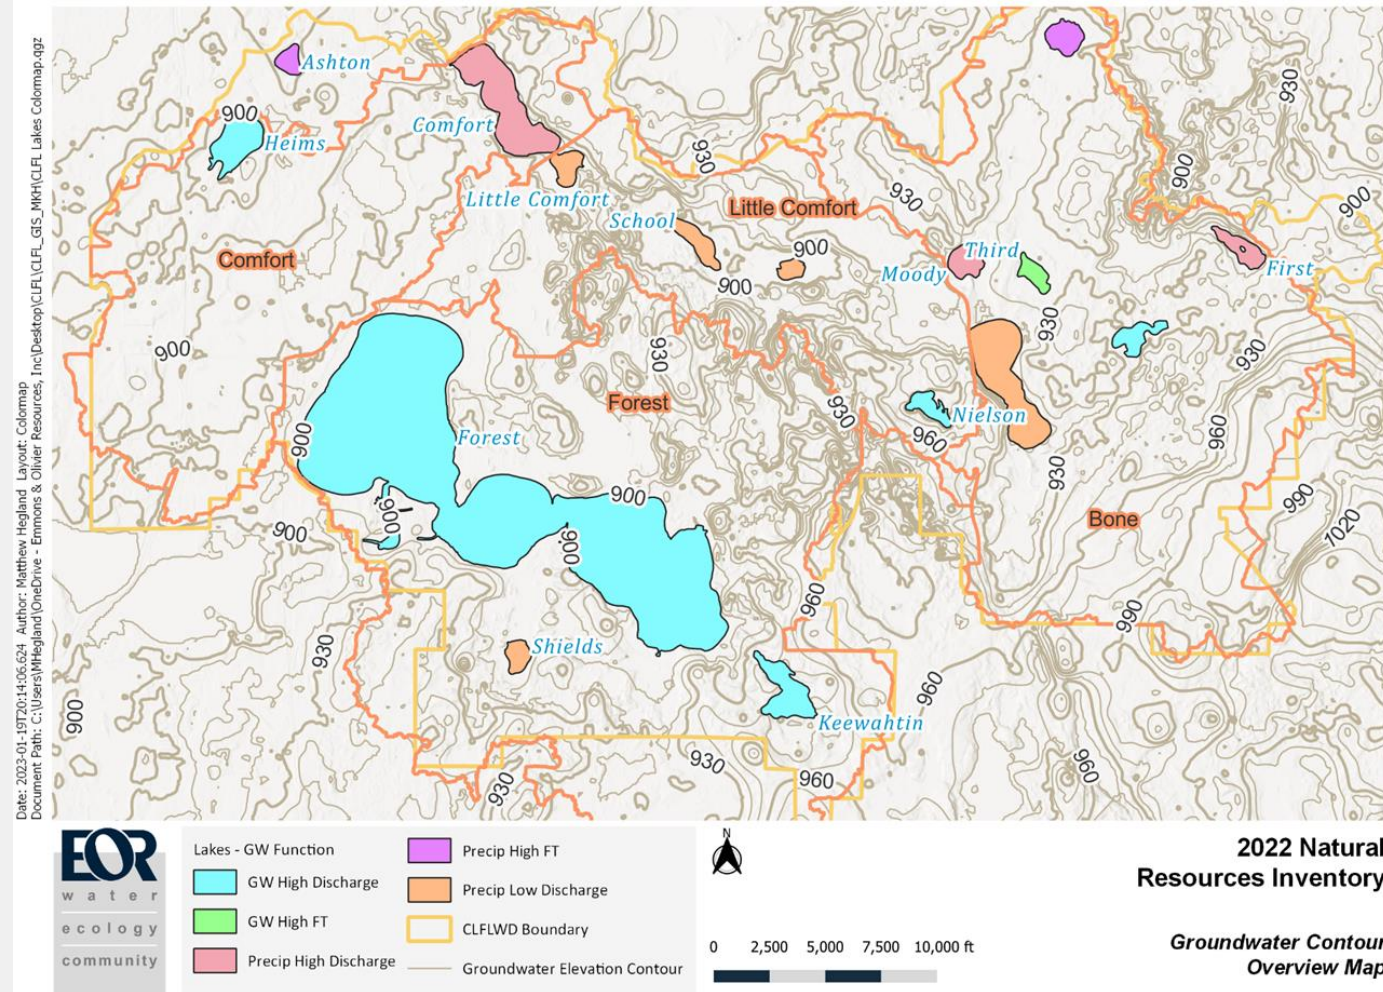 Date: 2023-01-19T20:14:06.624 Author: Matthew Hegland Layout: Colormap
Document Path: C:\Users\MHegland\OneDrive - Emmons & Olivier Resources, Inc\Desktop\CLFL\CLFL_GIS_MKH\CLFL Lakes Colormap.qgz
Ashton
930
900
Heims
Comfort
930
900
Little Comfort
930
900
School
Little Comfort
Comfort
900
Third
Moody
First
900
930
900
930
930
Forest
930
Nielson
960
960
900
Forest
930
900
990
900
Bone
1020
900
900
960
990
930
Shields
960
900
Keewahtin
930
960
960
930
EOR
water
ecology
community
Lakes - GW Function
GW High Discharge
GW High FT
Precip High Discharge
Precip High FT
Precip Low Discharge
CLFLWD Boundary
Groundwater Elevation Contour
N
0 2,500 5,000 7,500 10,000 ft
2022 Natural
Resources Inventory
Groundwater Contour
Overview Map